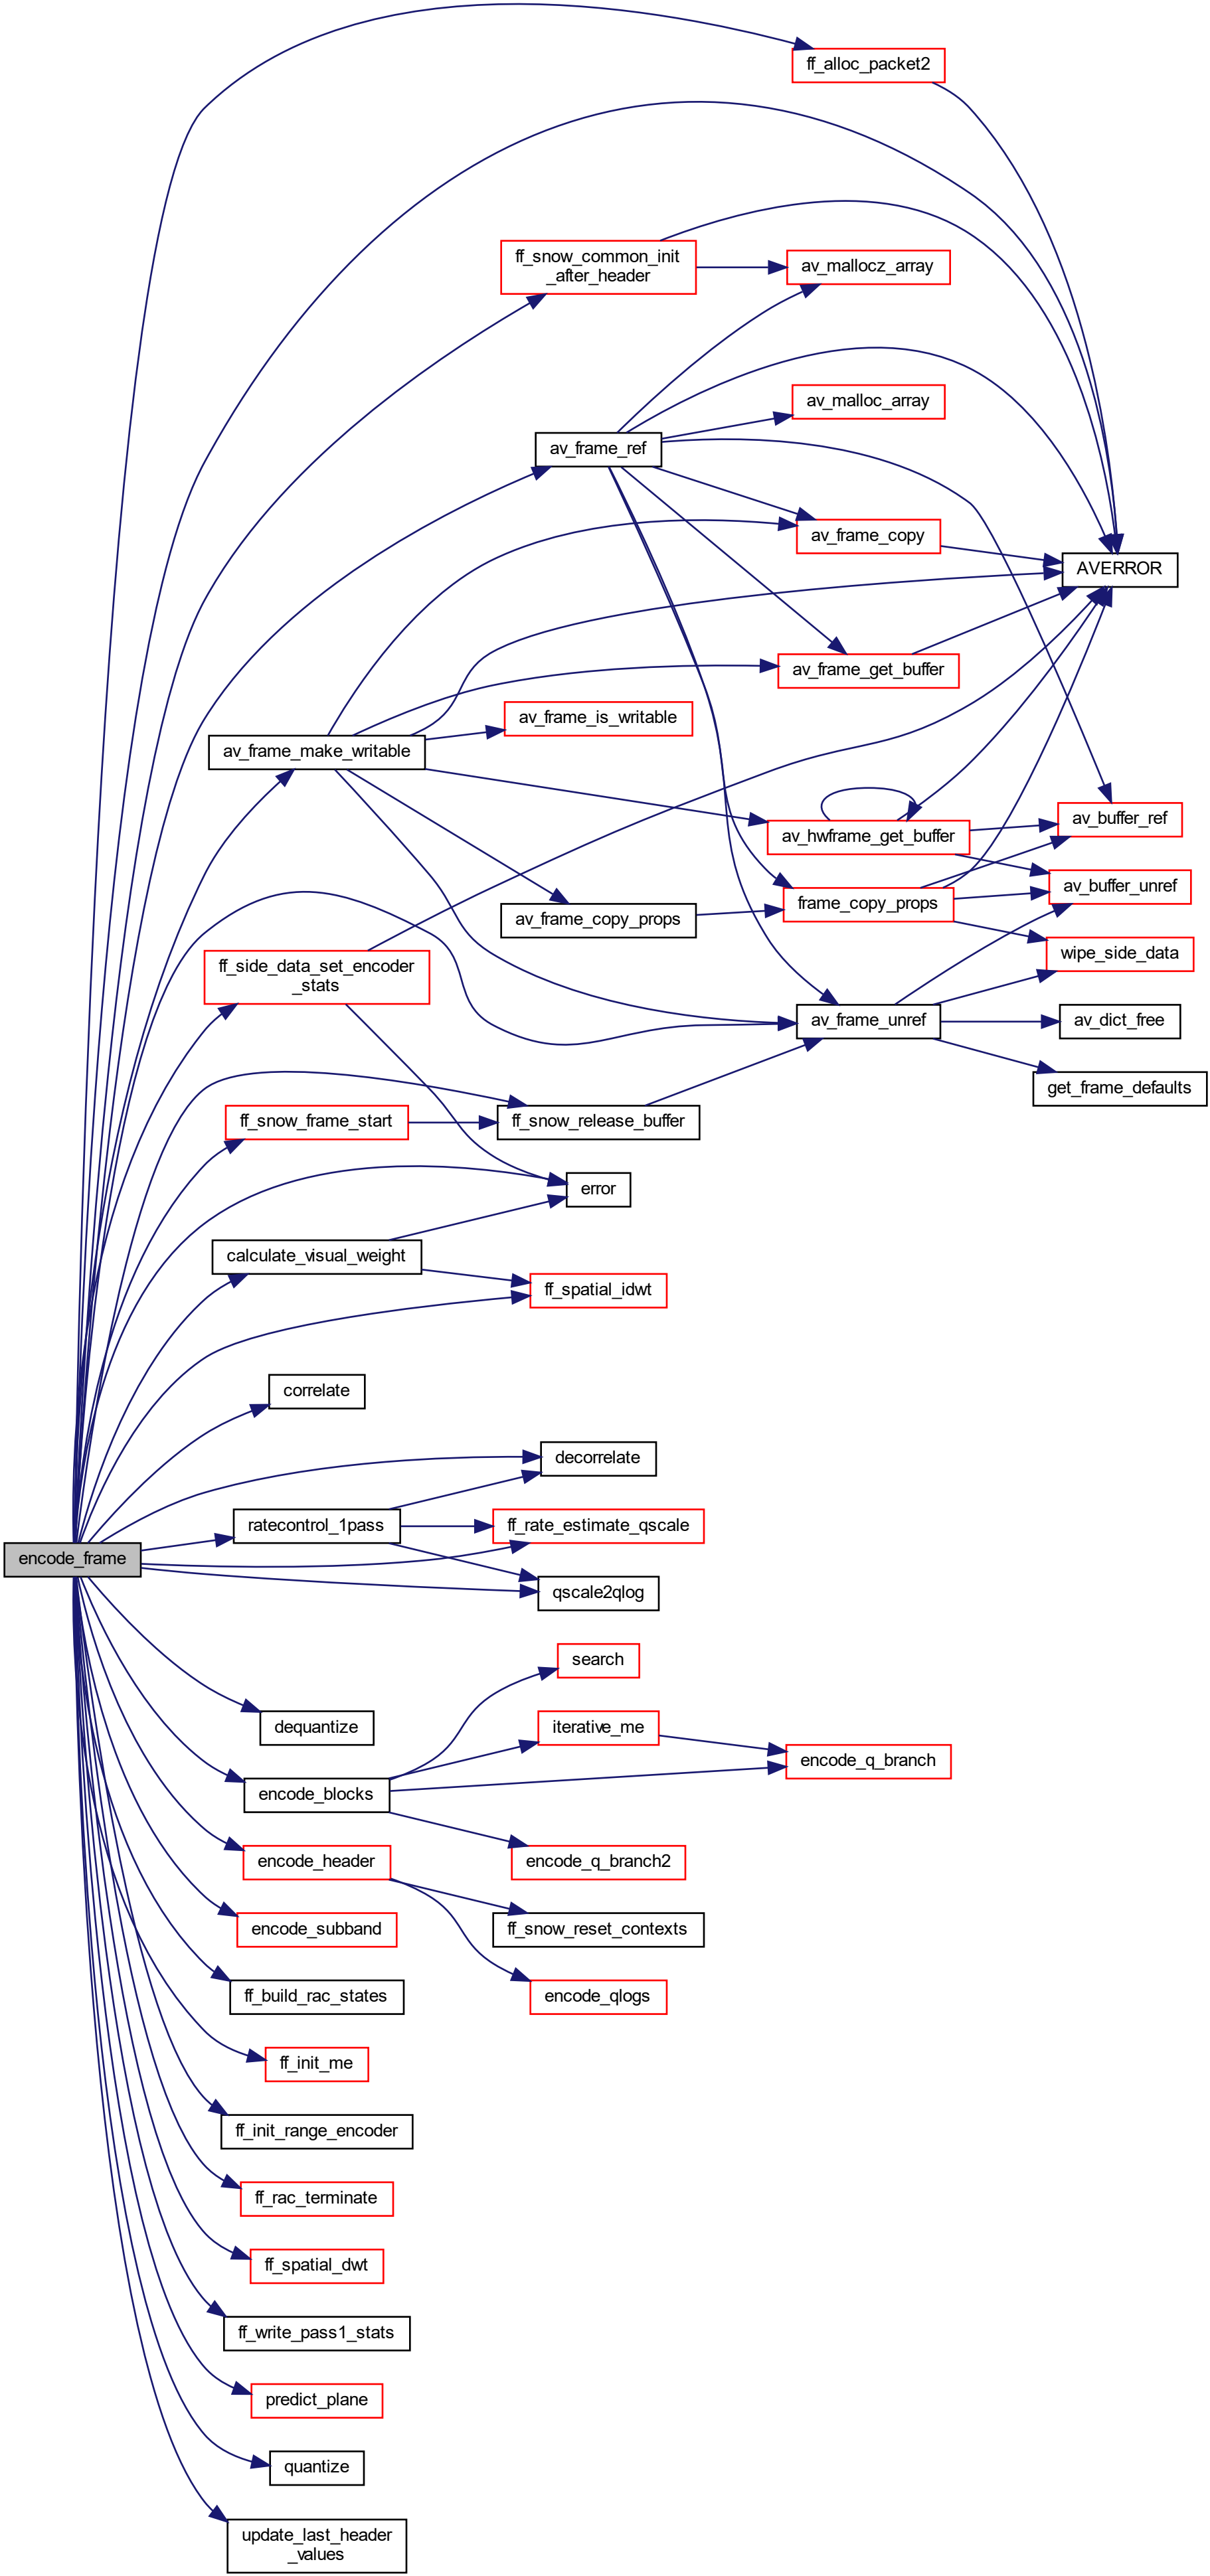 ff_alloc_packet2
ff_snow_common_init
_after_header
av_mallocz_array
av_malloc_array
av_frame_ref
av_frame_copy
AVERROR
av_frame_get_buffer
av_frame_is_writable
av_frame_make_writable
av_buffer_ref
av_hwframe_get_buffer
av_buffer_unref
frame_copy_props
av_frame_copy_props
wipe_side_data
ff_side_data_set_encoder
_stats
av_frame_unref
av_dict_free
get_frame_defaults
ff_snow_frame_start
ff_snow_release_buffer
error
calculate_visual_weight
ff_spatial_idwt
correlate
decorrelate
ratecontrol_1pass
ff_rate_estimate_qscale
encode_frame
qscale2qlog
search
dequantize
iterative_me
encode_q_branch
encode_blocks
encode_header
encode_q_branch2
encode_subband
ff_snow_reset_contexts
ff_build_rac_states
encode_qlogs
ff_init_me
ff_init_range_encoder
ff_rac_terminate
ff_spatial_dwt
ff_write_pass1_stats
predict_plane
quantize
update_last_header
_values